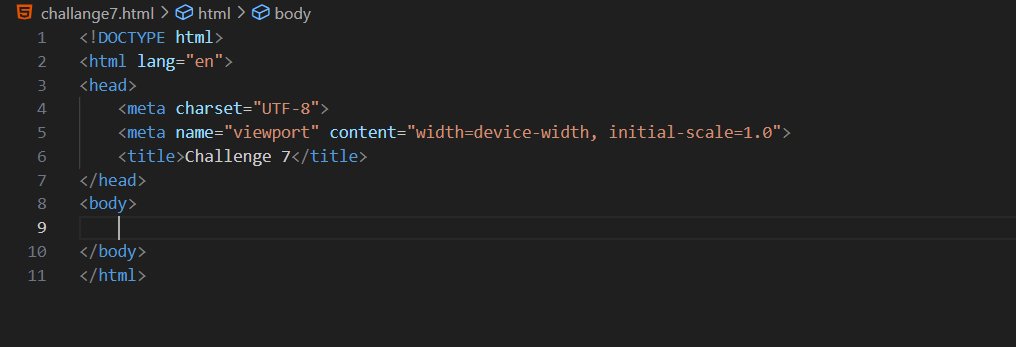 challange7.html > html > body
1 <!DOCTYPE html>
2 <html lang="en">
3 <head>
4     <meta charset="UTF-8">
5     <meta name="viewport" content="width=device-width, initial-scale=1.0">
6     <title>Challenge 7</title>
7 </head>
8 <body>
9
10 </body>
11 </html>